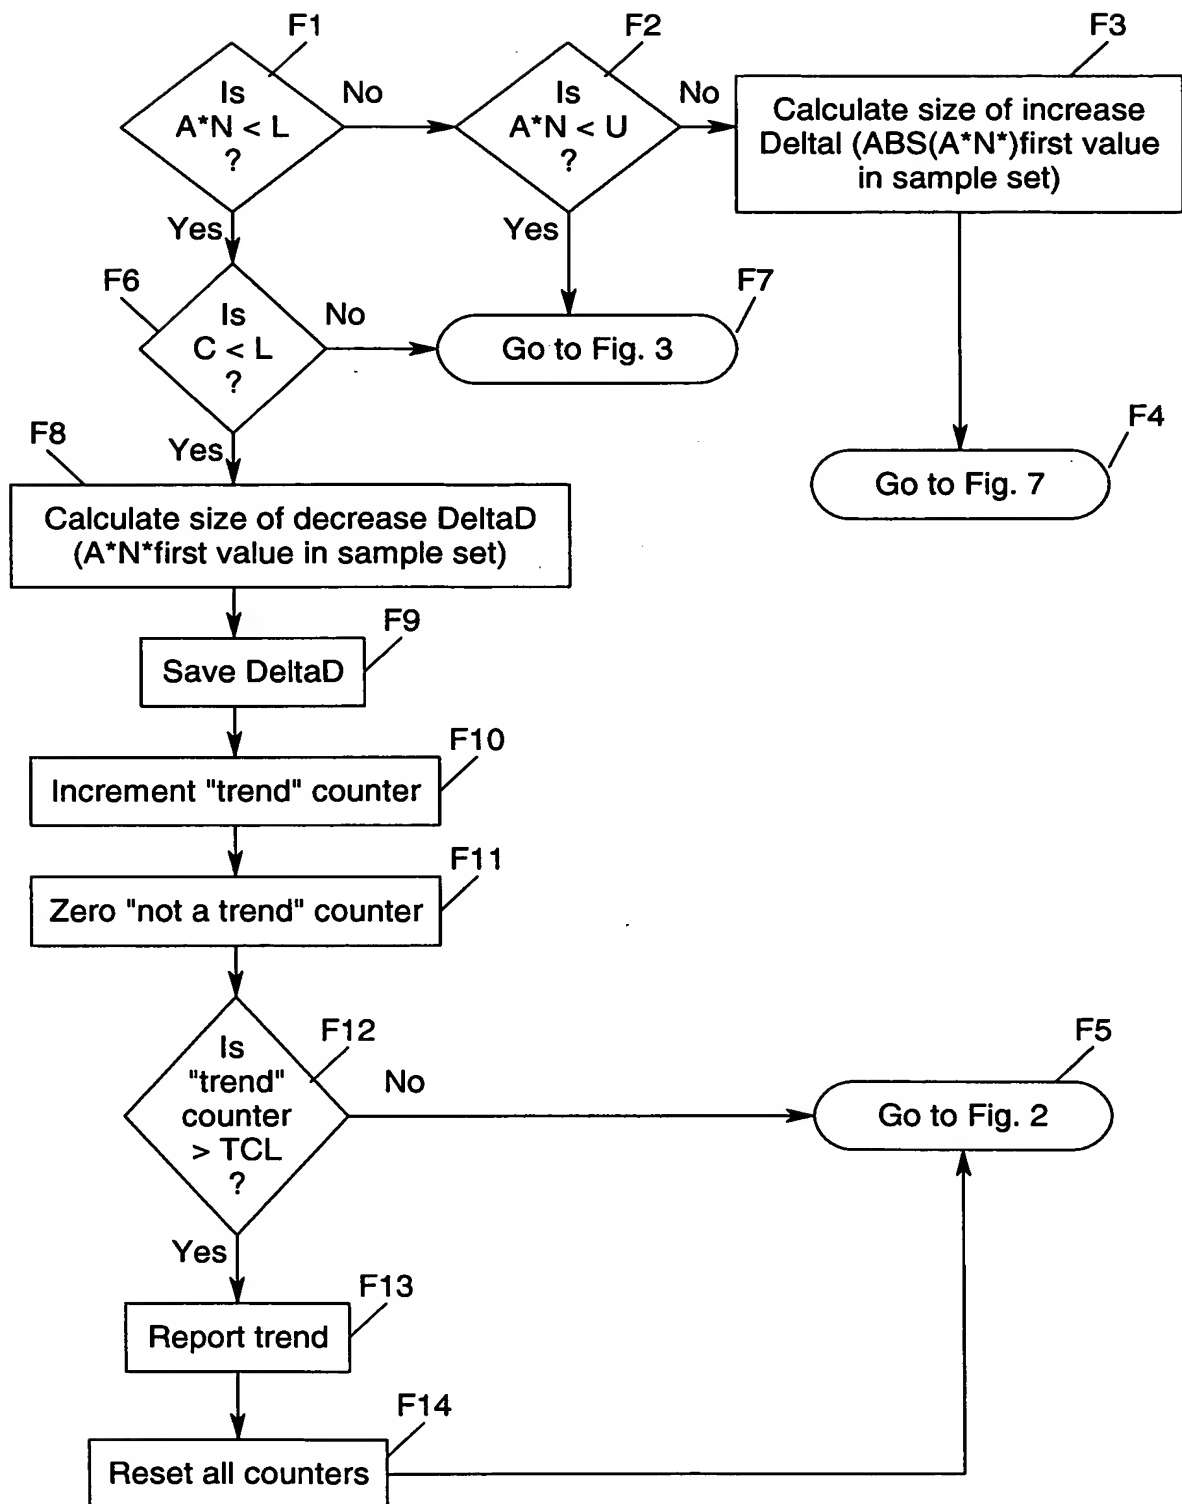 F1
F2
F3
Is
A*N < L
?
No
Is
A*N < U
?
No
Calculate size of increase
Deltal (ABS(A*N*)first value
in sample set)
Yes
Yes
F6
Is
C < L
?
No
F7
Go to Fig. 3
F4
Go to Fig. 7
Yes
F8
Calculate size of decrease DeltaD
(A*N*first value in sample set)
F9
Save DeltaD
F10
Increment "trend" counter
F11
Zero "not a trend" counter
F12
Is
"trend"
counter
> TCL
?
No
F5
Go to Fig. 2
Yes
F13
Report trend
F14
Reset all counters